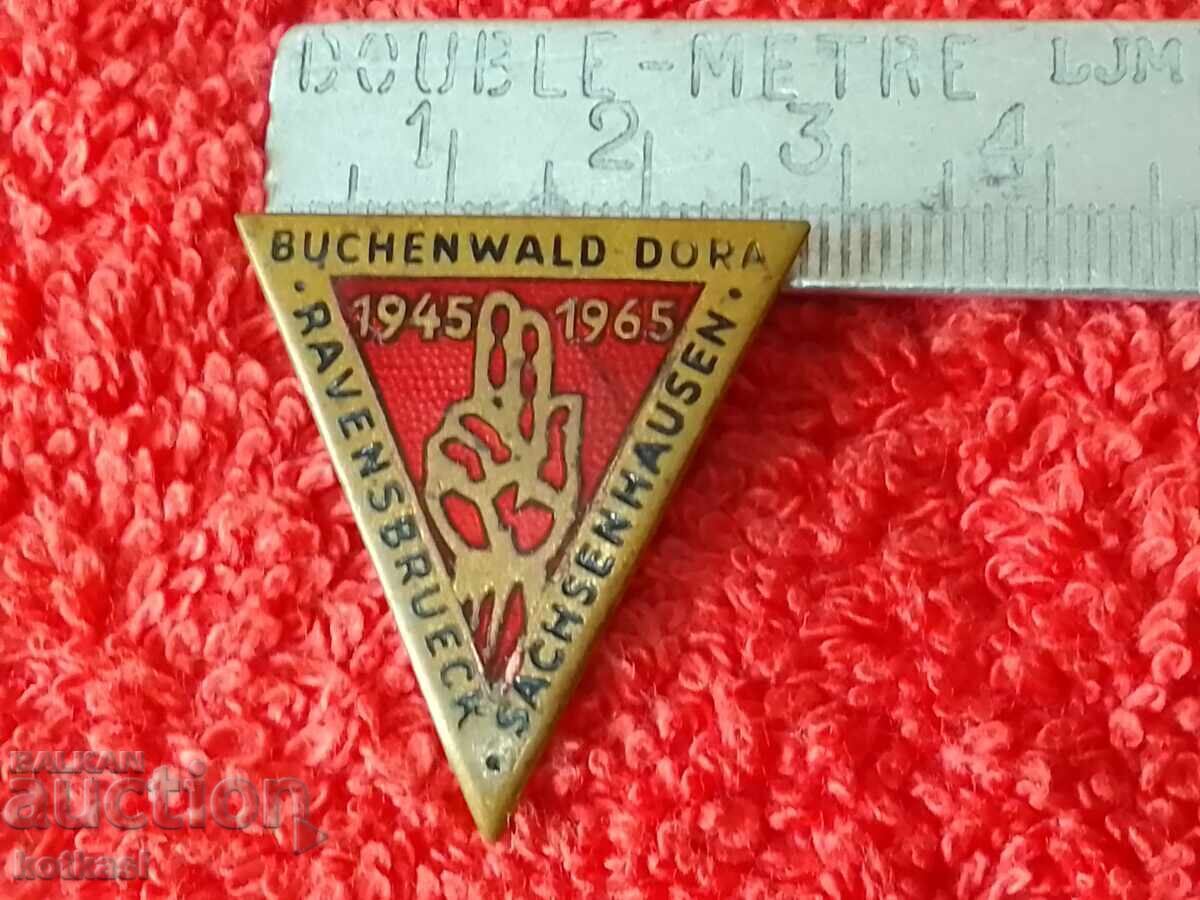 DOUBLE-METRE LJM
1 2 3 4
BUCHENWALD DORA
1945 1965
• RAVENSBRUECK
• SACHSENHAUSEN •
BALKAN
auction
kotkasi